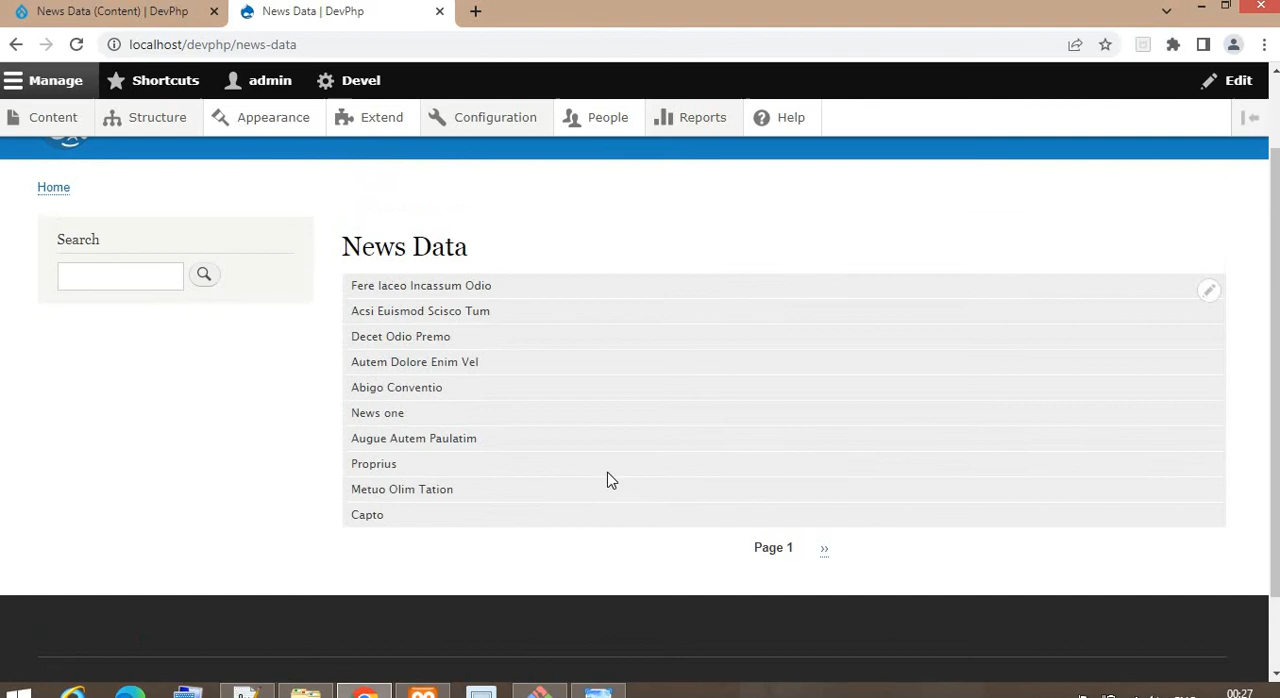 News Data (Content) | DevPhp
News Data | DevPhp
localhost/devphp/news-data
Manage Shortcuts admin Devel Edit
Content Structure Appearance Extend Configuration People Reports Help
Home
Search
News Data
Fere Iaceo Incassum Odio
Acsi Euismod Scisco Tum
Decet Odio Premo
Autem Dolore Enim Vel
Abigo Conventio
News one
Augue Autem Paulatim
Proprius
Metuo Olim Tation
Capto
Page 1 ››
00:27